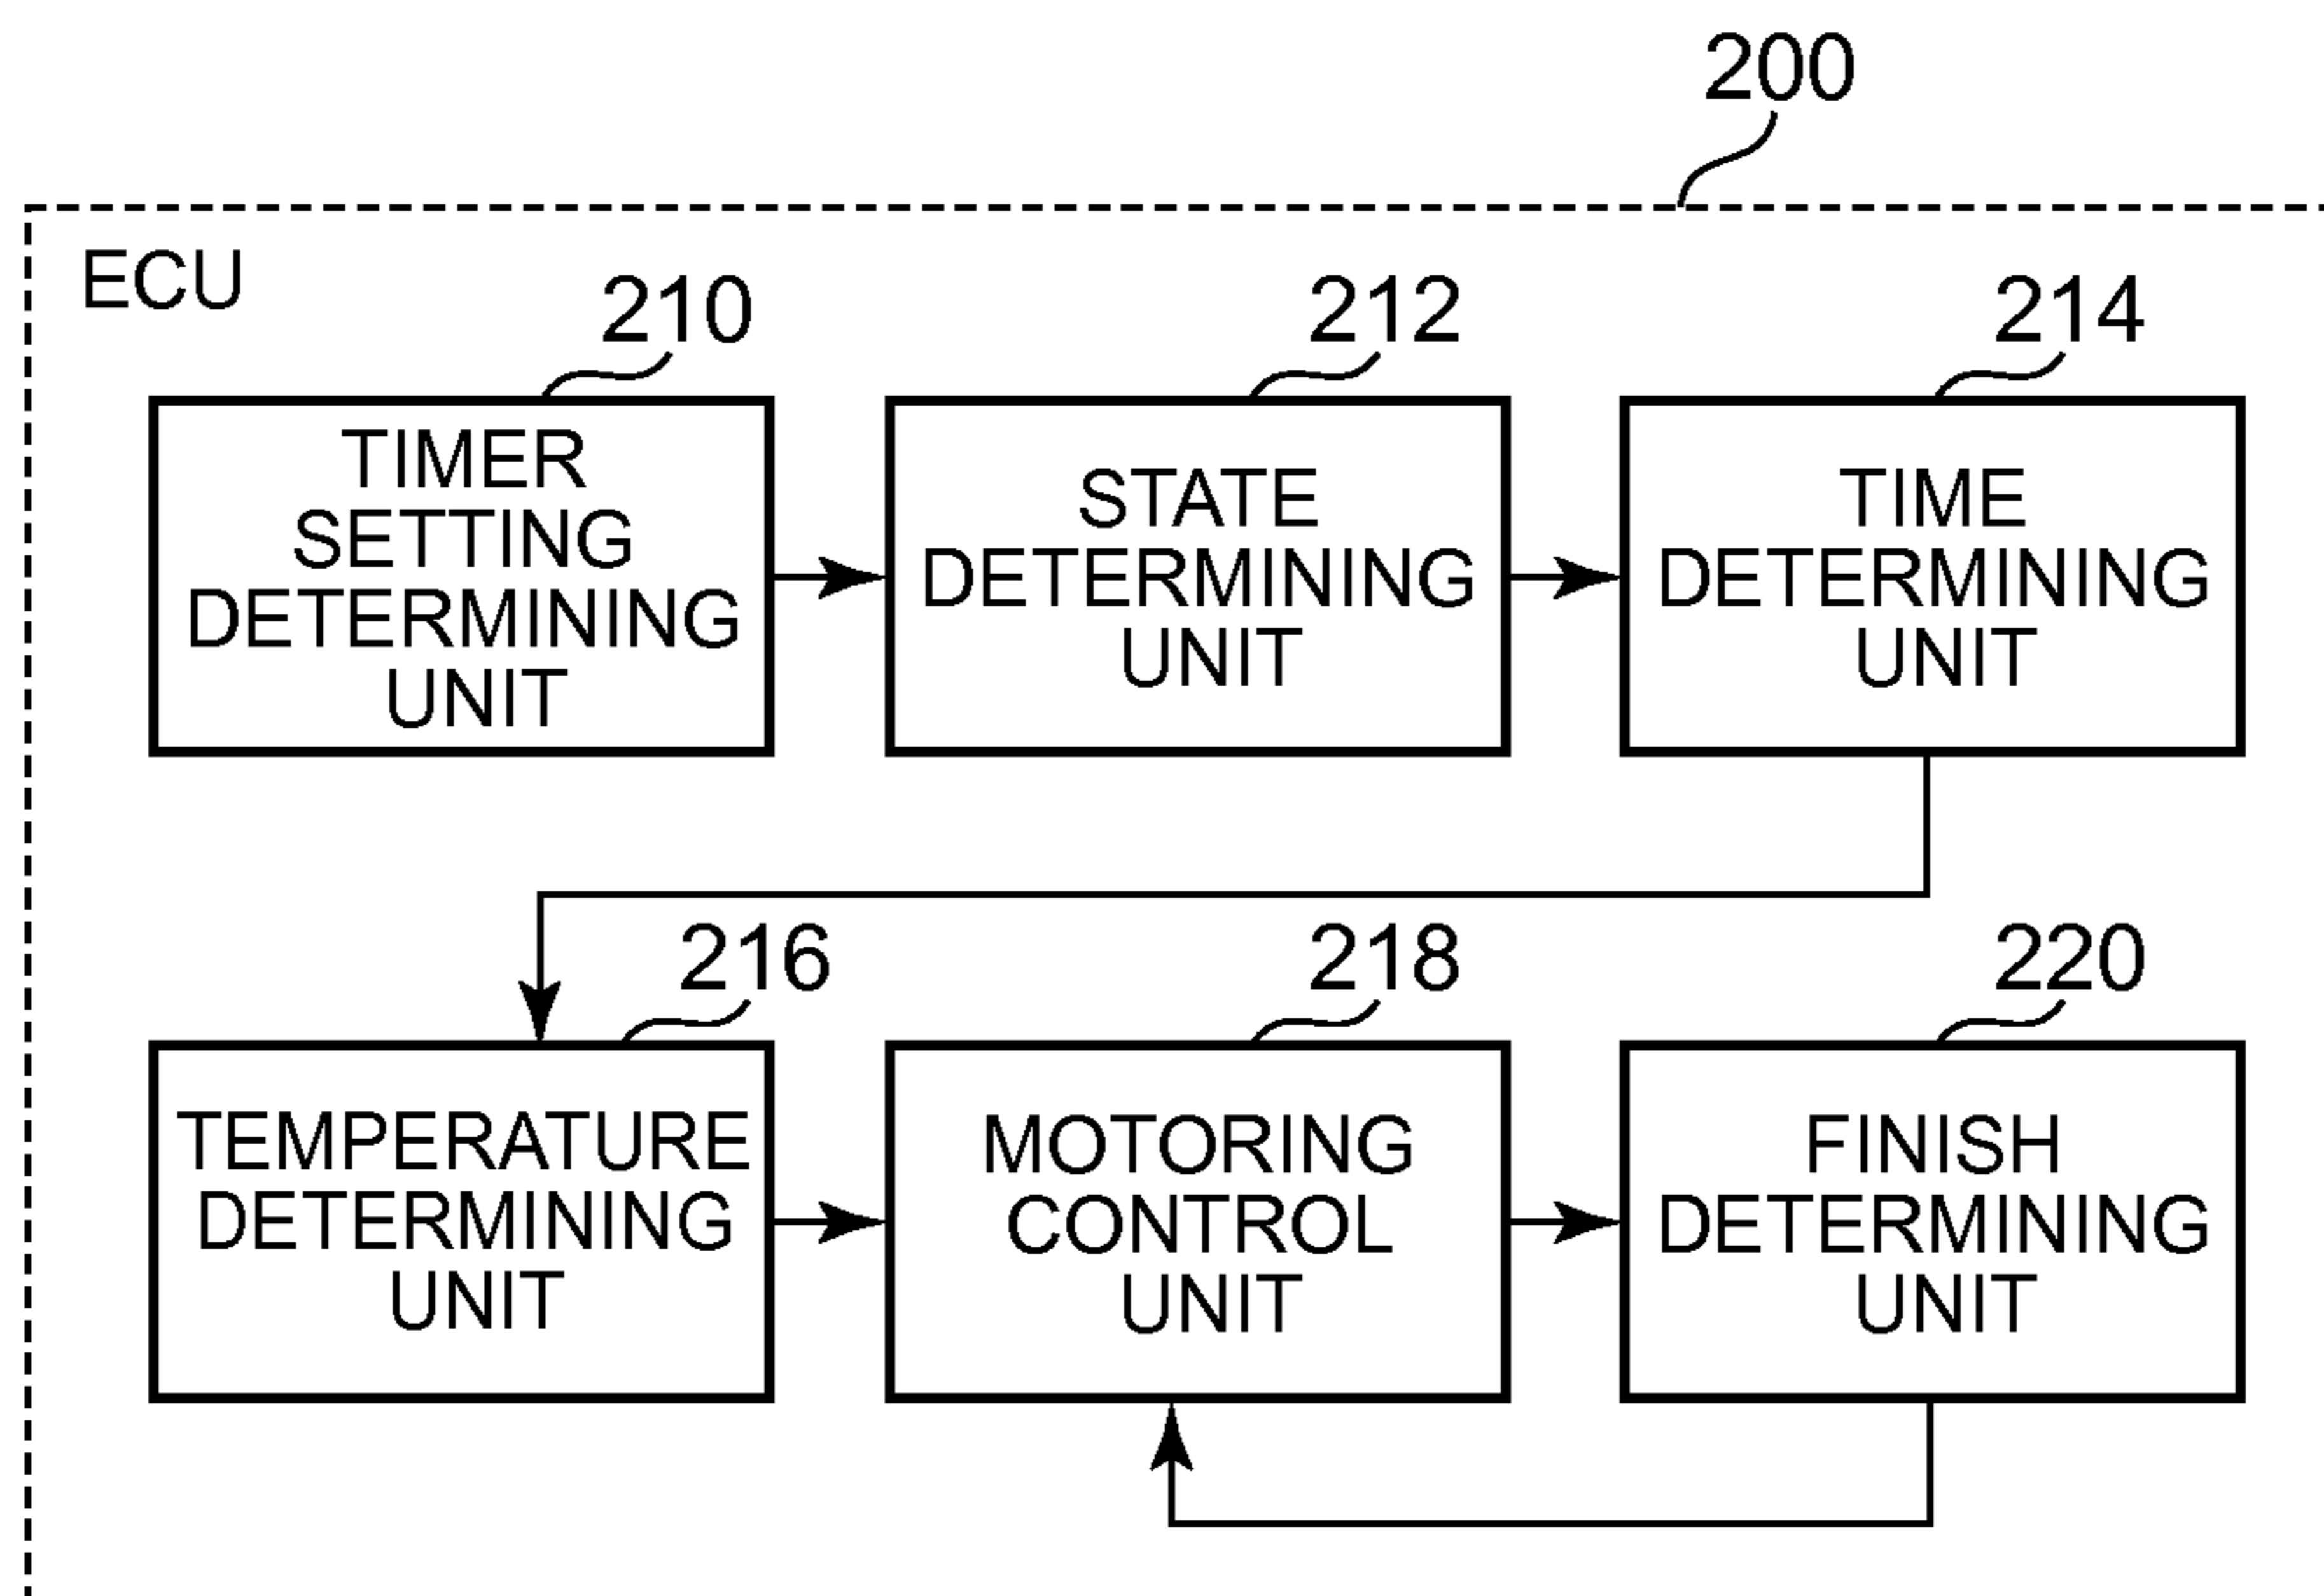 200
ECU
210
212
214
TIMER
SETTING
DETERMINING
UNIT
STATE
DETERMINING
UNIT
TIME
DETERMINING
UNIT
216
218
220
TEMPERATURE
DETERMINING
UNIT
MOTORING
CONTROL
UNIT
FINISH
DETERMINING
UNIT